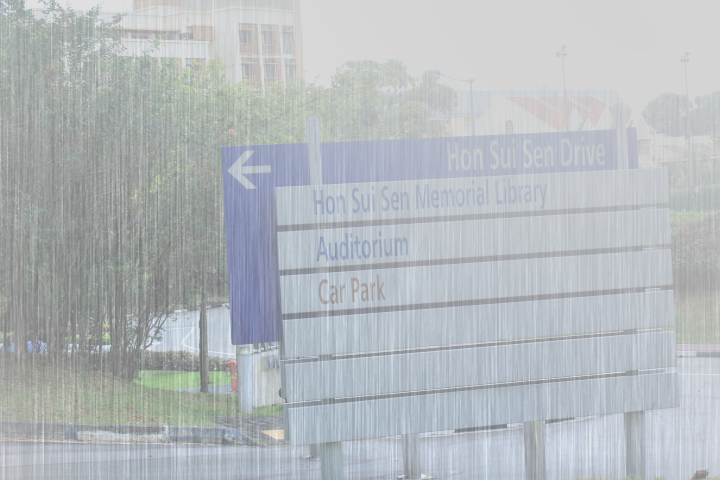 Hon Sui Sen Drive
Hon Sui Sen Memorial Library
Auditorium
Car Park